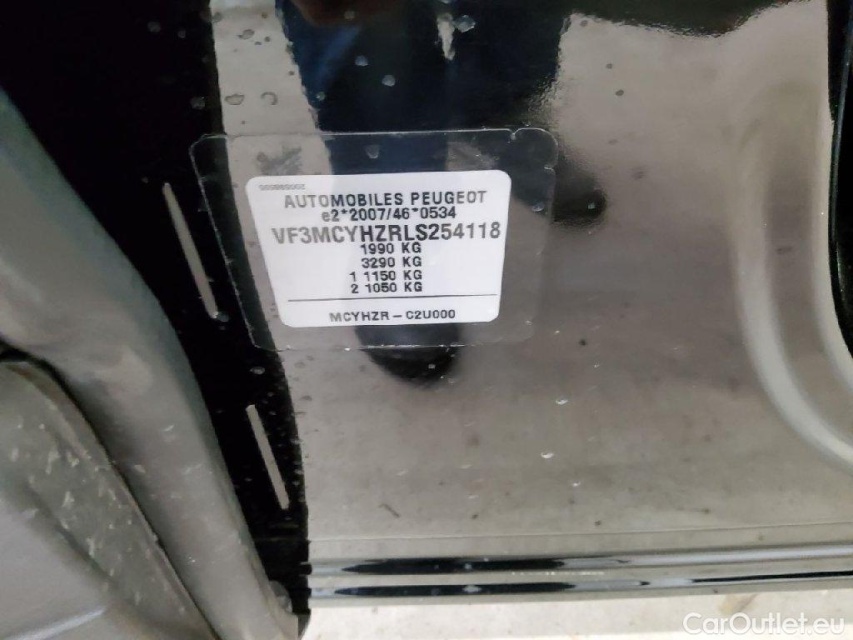 AUTOMOBILES PEUGEOT
e2*2007/46*0534
VF3MCYHZRLS254118
1990 KG
3290 KG
1 1150 KG
2 1050 KG
MCYHZR - C2U000
CarOutlet.eu